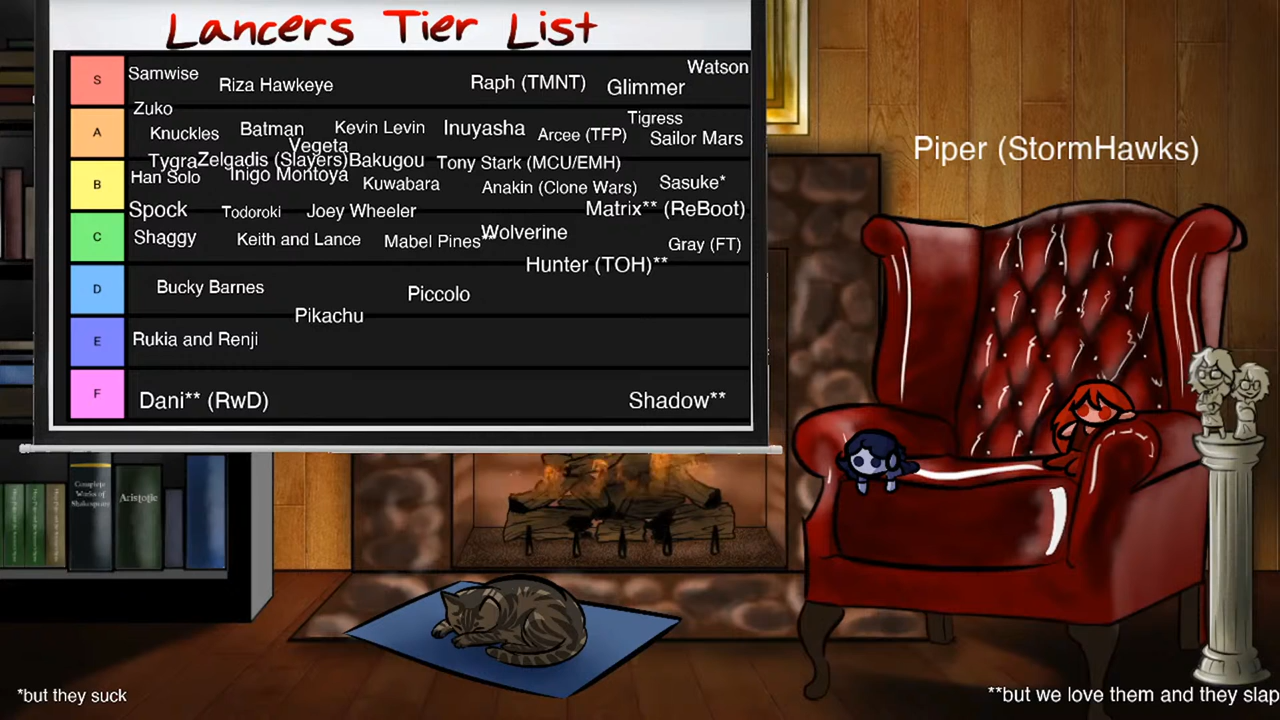 Lancers Tier List
S
Samwise
Riza Hawkeye
Raph (TMNT)
Glimmer
Watson
Zuko
A
Knuckles
Batman
Vegeta
Kevin Levin
Inuyasha
Arcee (TFP)
Tigress
Sailor Mars
Tygra
Zelgadis (Slayers)
Bakugou
Tony Stark (MCU/EMH)
B
Han Solo
Inigo Montoya
Kuwabara
Anakin (Clone Wars)
Sasuke*
Spock
Todoroki
Joey Wheeler
Matrix** (ReBoot)
C
Shaggy
Keith and Lance
Mabel Pines**
Wolverine
Gray (FT)
Hunter (TOH)**
D
Bucky Barnes
Piccolo
Pikachu
E
Rukia and Renji
F
Dani** (RwD)
Shadow**
Piper (StormHawks)
Complete
Works of
Shakespeare
Aristotle
*but they suck
**but we love them and they slap